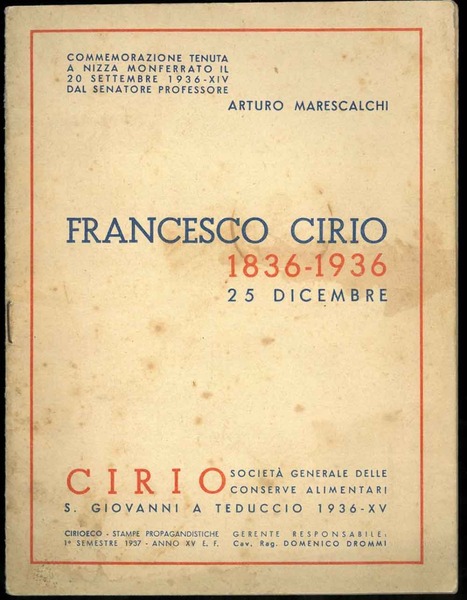 COMMEMORAZIONE TENUTA
A NIZZA MONFERRATO IL
20 SETTEMBRE 1936-XIV
DAL SENATORE PROFESSORE
ARTURO MARESCALCHI
FRANCESCO CIRIO
1836-1936
25 DICEMBRE
CIRIO SOCIETÀ GENERALE DELLE
CONSERVE ALIMENTARI
S. GIOVANNI A TEDUCCIO 1936-XV
CIRIOECO - STAMPE PROPAGANDISTICHE
1º SEMESTRE 1937 - ANNO XV E. F.
GERENTE RESPONSABILE:
Cav. Rag. DOMENICO DROMMI